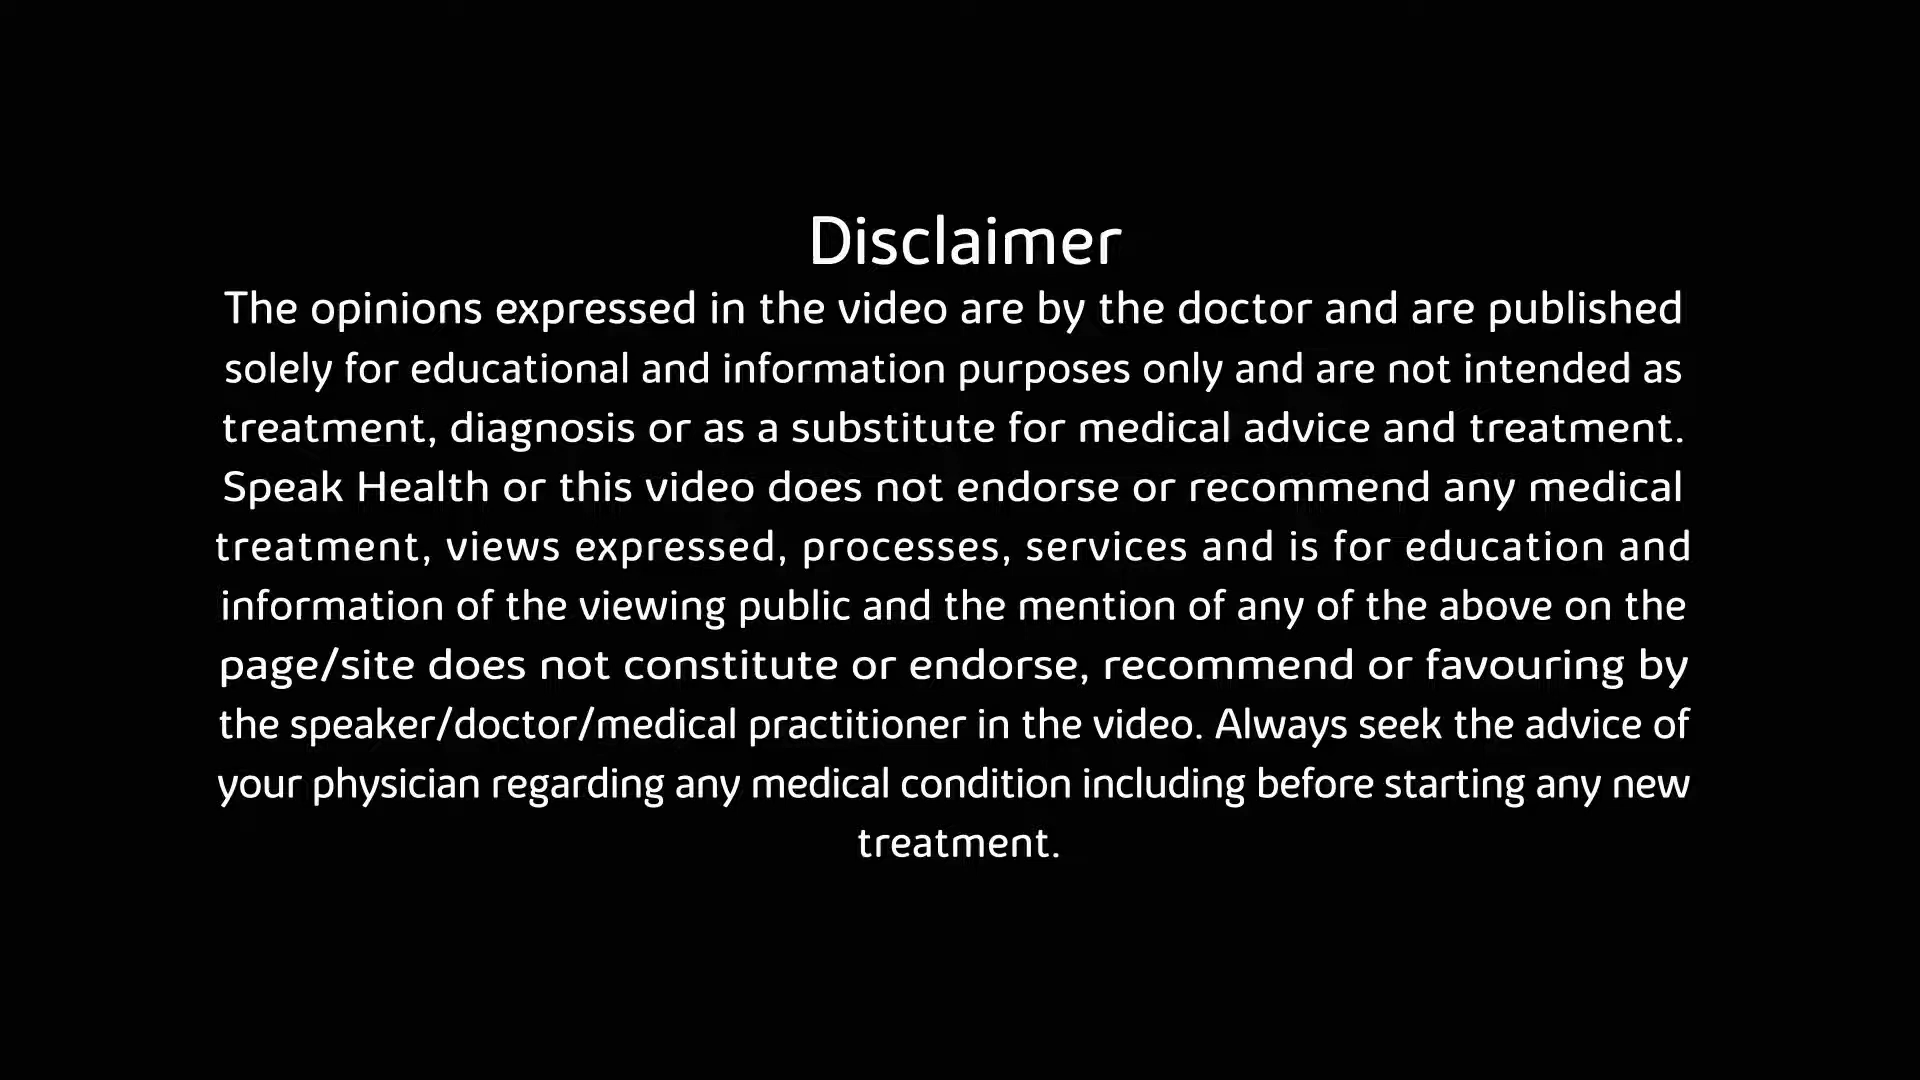 Disclaimer
The opinions expressed in the video are by the doctor and are published
solely for educational and information purposes only and are not intended as
treatment, diagnosis or as a substitute for medical advice and treatment.
Speak Health or this video does not endorse or recommend any medical
treatment, views expressed, processes, services and is for education and
information of the viewing public and the mention of any of the above on the
page/site does not constitute or endorse, recommend or favouring by
the speaker/doctor/medical practitioner in the video. Always seek the advice of
your physician regarding any medical condition including before starting any new
treatment.